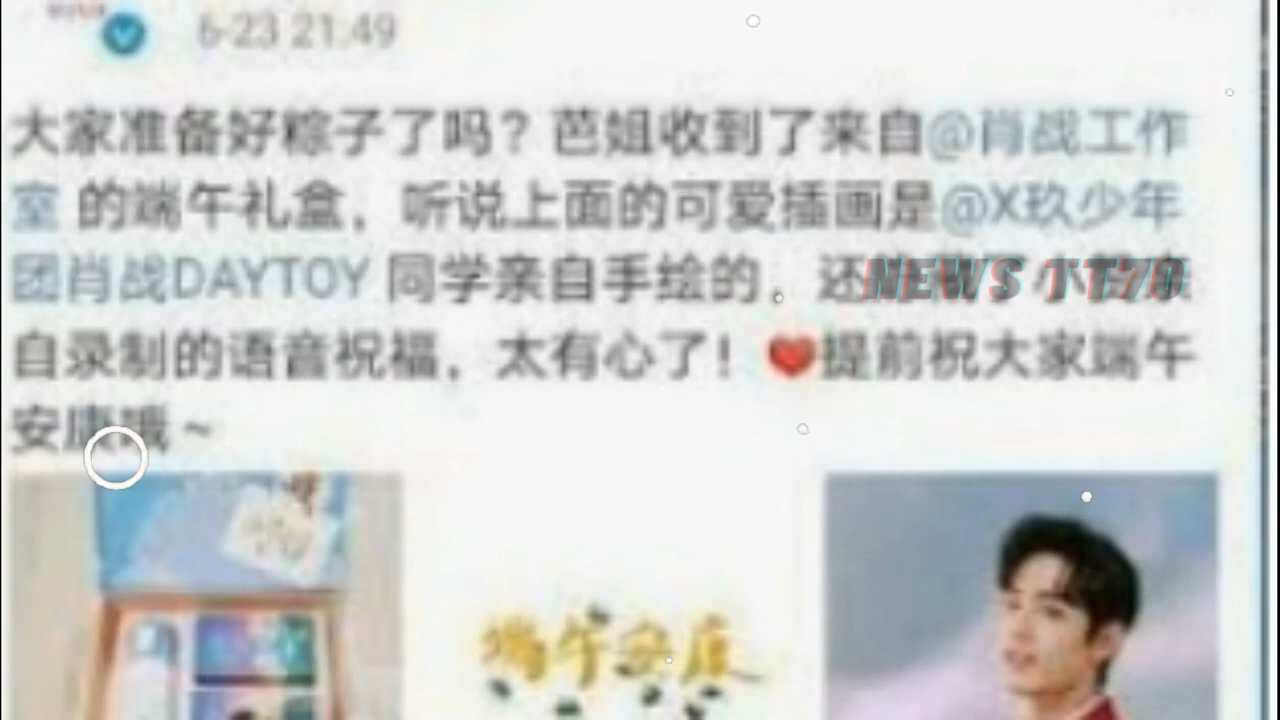 6-23 21:49
大家准备好粽子了吗？芭姐收到了来自@肖战工作
室 的端午礼盒，听说上面的可爱插画是@X玖少年
团肖战DAYTOY 同学亲自手绘的，还
NEWS 1 TT70
自录制的语音祝福，太有心了！❤️提前祝大家端午
安康哦～
端午安康